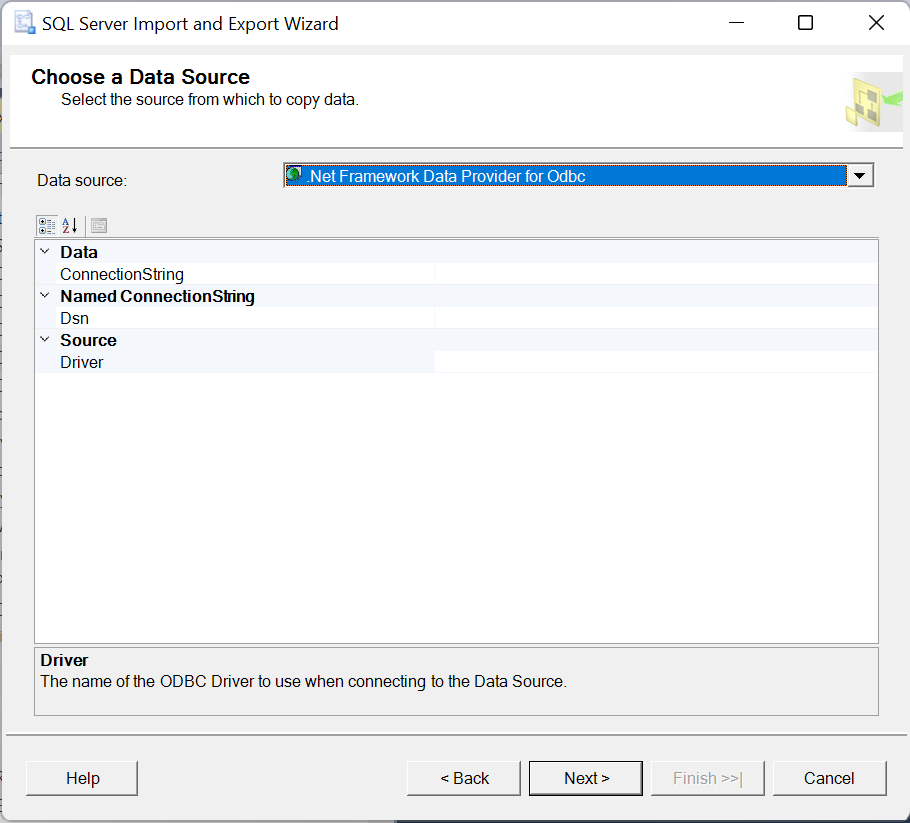 SQL Server Import and Export Wizard
Choose a Data Source
Select the source from which to copy data.
Data source:
.Net Framework Data Provider for Odbc
Data
ConnectionString
Named ConnectionString
Dsn
Source
Driver
Driver
The name of the ODBC Driver to use when connecting to the Data Source.
Help
< Back
Next >
Finish >>|
Cancel